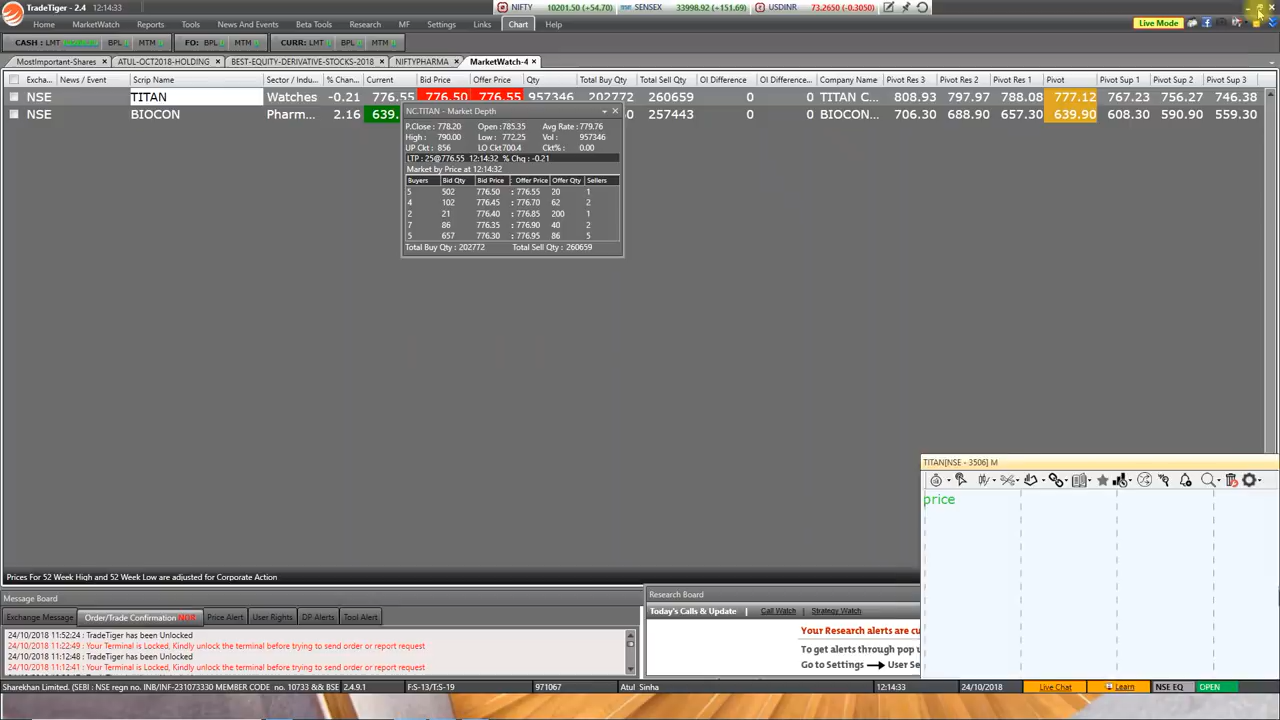 TradeTiger - 2.4 12:14:33 NIFTY 10201.50 (+54.70) SENSEX 33998.92 (+151.69) USDINR 73.2650 (-0.3050)
Home MarketWatch Reports Tools News And Events Beta Tools Research MF Settings Links Chart Help Live Mode
CASH : LMT BPL MTM FO: BPL MTM CURR: LMT BPL MTM
MostImportant-Shares ATUL-OCT2018-HOLDING BEST-EQUITY-DERIVATIVE-STOCKS-2018 NIFTYPHARMA MarketWatch-4
Excha... News / Event Scrip Name Sector / Indu... % Chan... Current Bid Price Offer Price Qty Total Buy Qty Total Sell Qty OI Difference OI Difference... Company Name Pivot Res 3 Pivot Res 2 Pivot Res 1 Pivot Pivot Sup 1 Pivot Sup 2 Pivot Sup 3
NSE TITAN Watches -0.21 776.55 776.50 776.55 957346 202772 260659 0 0 TITAN C... 808.93 797.97 788.08 777.12 767.23 756.27 746.38
NSE BIOCON Pharm... 2.16 639. 257443 0 0 BIOCON... 706.30 688.90 657.30 639.90 608.30 590.90 559.30
NC:TITAN - Market Depth
P.Close : 778.20 Open :785.35 Avg Rate :779.76
High : 790.00 Low : 772.25 Vol : 957346
UP Ckt : 856 LO Ckt:700.4 Ckt% : 0.00
LTP : 25@776.55 12:14:32 % Chg : -0.21
Market by Price at 12:14:32
Buyers Bid Qty Bid Price : Offer Price Offer Qty Sellers
5 502 776.50 : 776.55 20 1
4 102 776.45 : 776.70 62 2
2 21 776.40 : 776.85 200 1
7 86 776.35 : 776.90 40 2
5 657 776.30 : 776.95 86 5
Total Buy Qty : 202772 Total Sell Qty : 260659
TITAN[NSE - 3506] M
price
Prices For 52 Week High and 52 Week Low are adjusted for Corporate Action
Message Board
Exchange Message Order/Trade Confirmation Price Alert User Rights DP Alerts Tool Alert
24/10/2018 11:52:24 : TradeTiger has been Unlocked
24/10/2018 11:22:49 : Your Terminal is Locked, Kindly unlock the terminal before trying to send order or report request
24/10/2018 11:12:48 : TradeTiger has been Unlocked
24/10/2018 11:12:41 : Your Terminal is Locked, Kindly unlock the terminal before trying to send order or report request
Research Board
Today's Calls & Update | Call Watch | Strategy Watch
Your Research alerts are cu
To get alerts through pop u
Go to Settings → User Se
Sharekhan Limited. (SEBI : NSE regn no. INB/INF-231073330 MEMBER CODE no. 10733 && BSE 2.4.9.1 F:S-13/T:S-19 971067 Atul Sinha 12:14:33 24/10/2018 Live Chat Learn NSE EQ OPEN